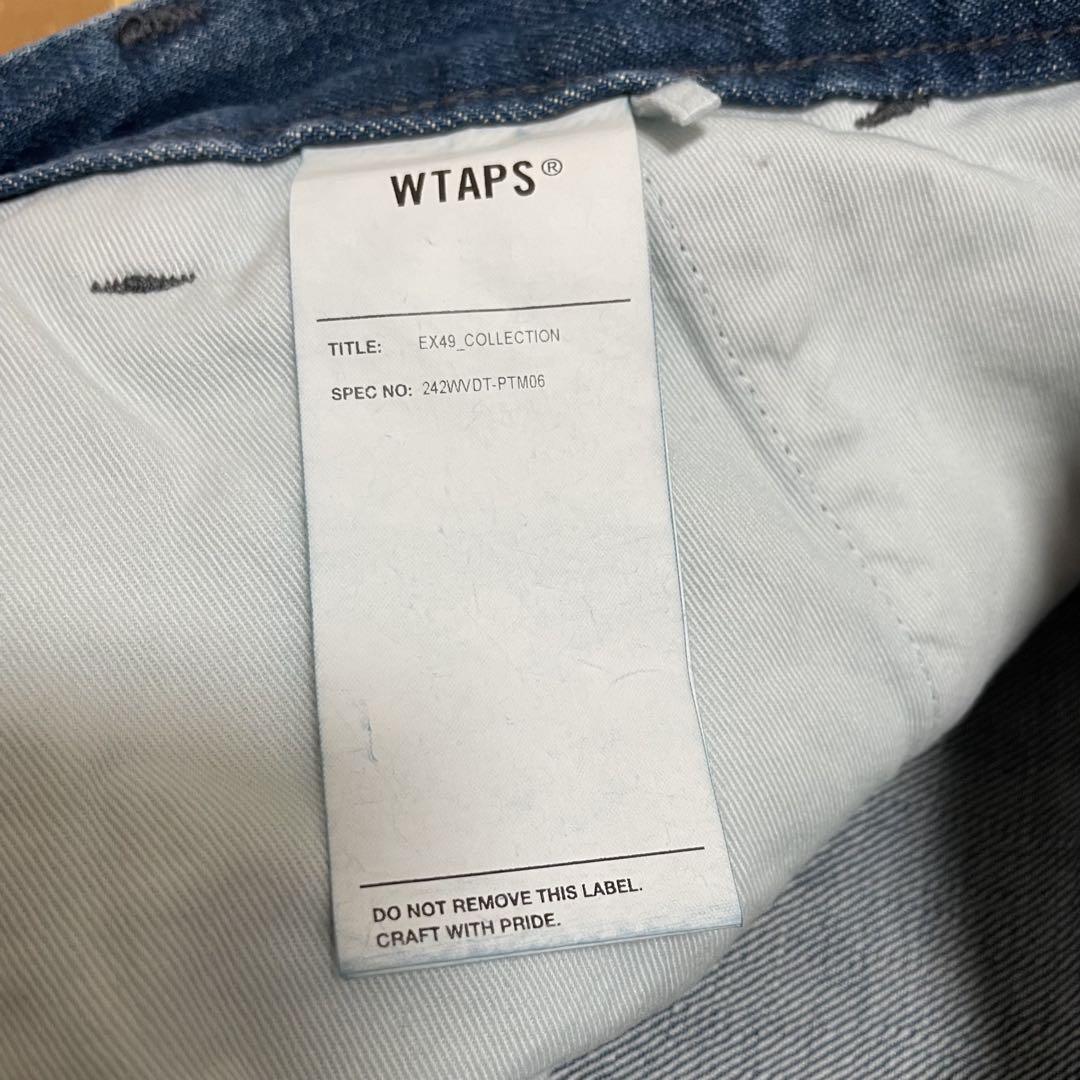 WTAPS®
TITLE: EX49_COLLECTION
SPEC NO: 242WVDT-PTM06
DO NOT REMOVE THIS LABEL.
CRAFT WITH PRIDE.